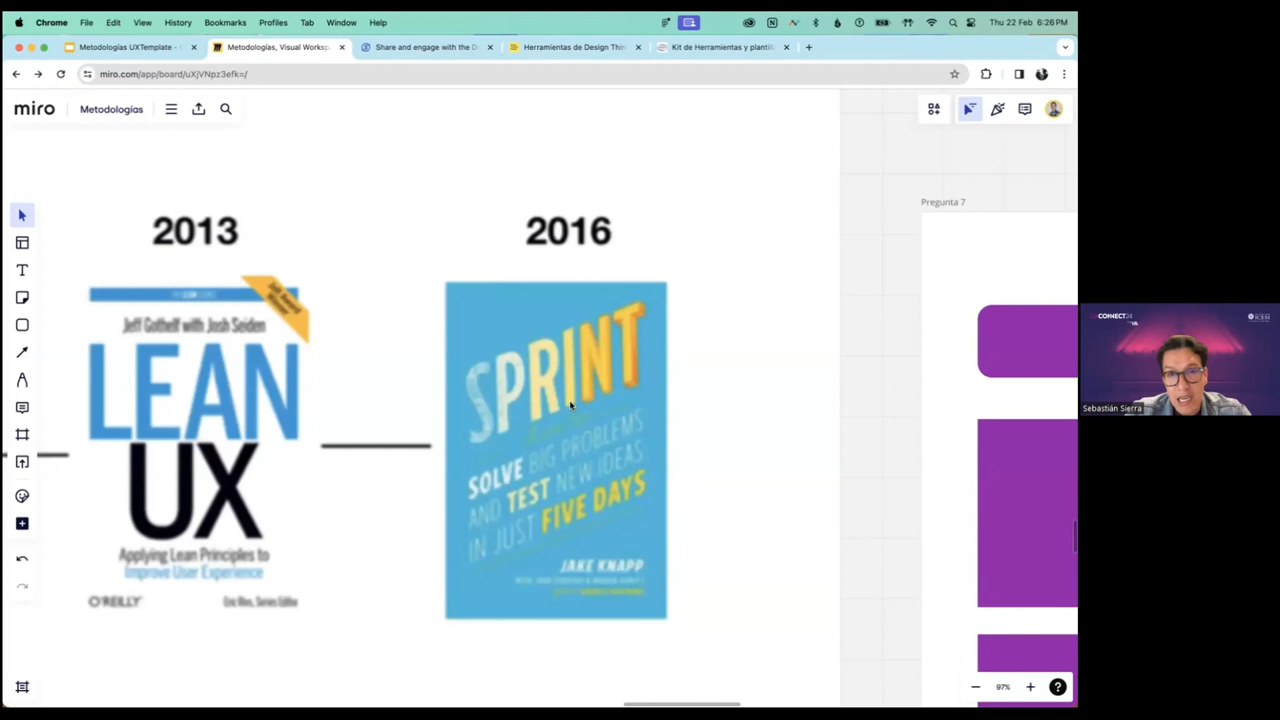 Chrome File Edit View History Bookmarks Profiles Tab Window Help
Thu 22 Feb 6:26 PM
Metodologías UXTemplate -
Metodologías, Visual Worksp
Share and engage with the D
Herramientas de Design Thin
Kit de Herramientas y plantil
miro.com/app/board/uXjVNpz3efk=/
miro
Metodologías
Pregunta 7
2013
2016
Jeff Gothelf with Josh Seiden
LEAN
UX
Applying Lean Principles to
Improve User Experience
O'REILLY
Eric Ries, Series Editor
SPRINT
SOLVE BIG PROBLEMS
AND TEST NEW IDEAS
IN JUST FIVE DAYS
JAKE KNAPP
Sebastián Sierra
97%